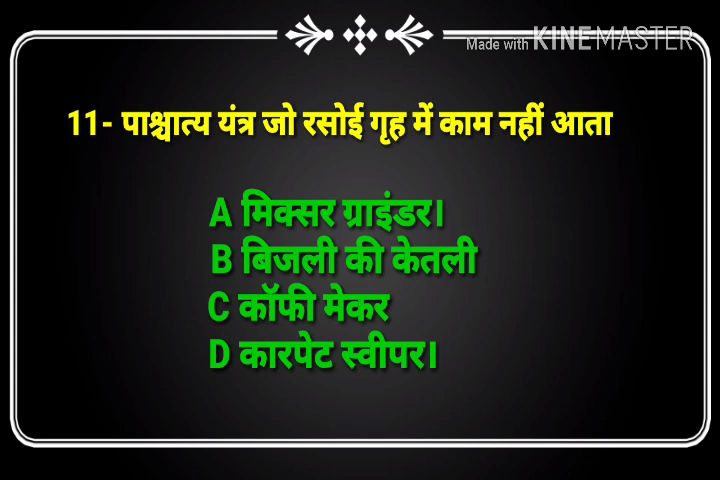 Made with KINEMASTER
11- पाश्चात्य यंत्र जो रसोई गृह में काम नहीं आता
A मिक्सर ग्राइंडर।
B बिजली की केतली
C कॉफी मेकर
D कारपेट स्वीपर।